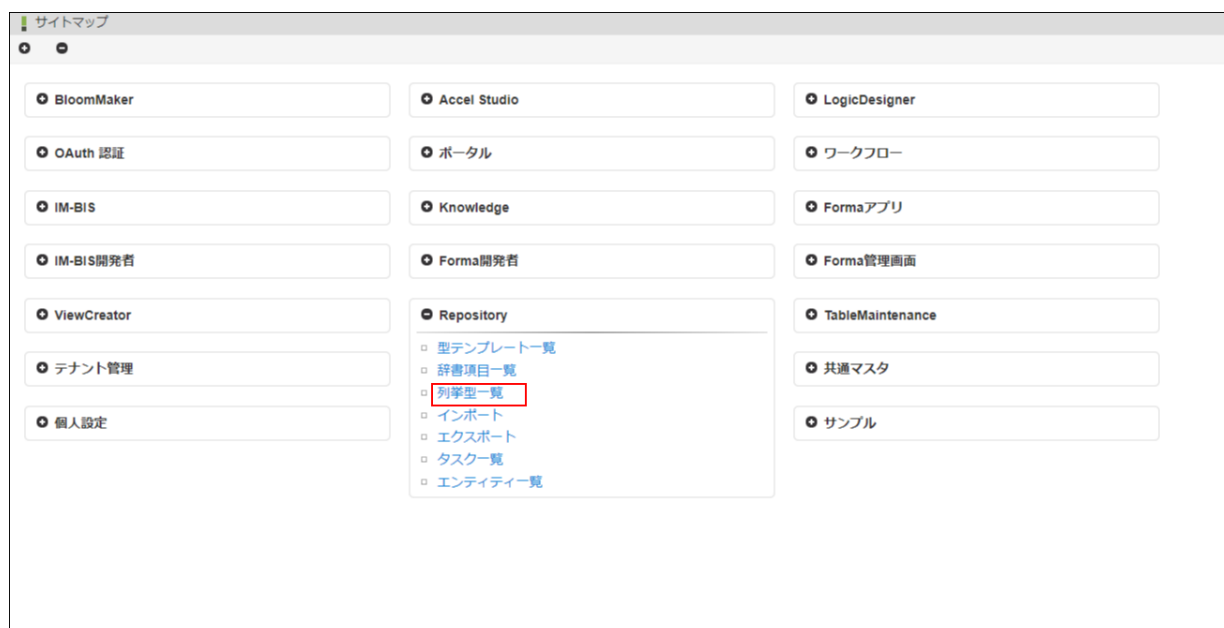 サイトマップ
BloomMaker
Accel Studio
LogicDesigner
OAuth 認証
ポータル
ワークフロー
IM-BIS
Knowledge
Formaアプリ
IM-BIS開発者
Forma開発者
Forma管理画面
ViewCreator
Repository
TableMaintenance
型テンプレート一覧
辞書項目一覧
列挙型一覧
インポート
エクスポート
タスク一覧
エンティティ一覧
テナント管理
共通マスタ
個人設定
サンプル